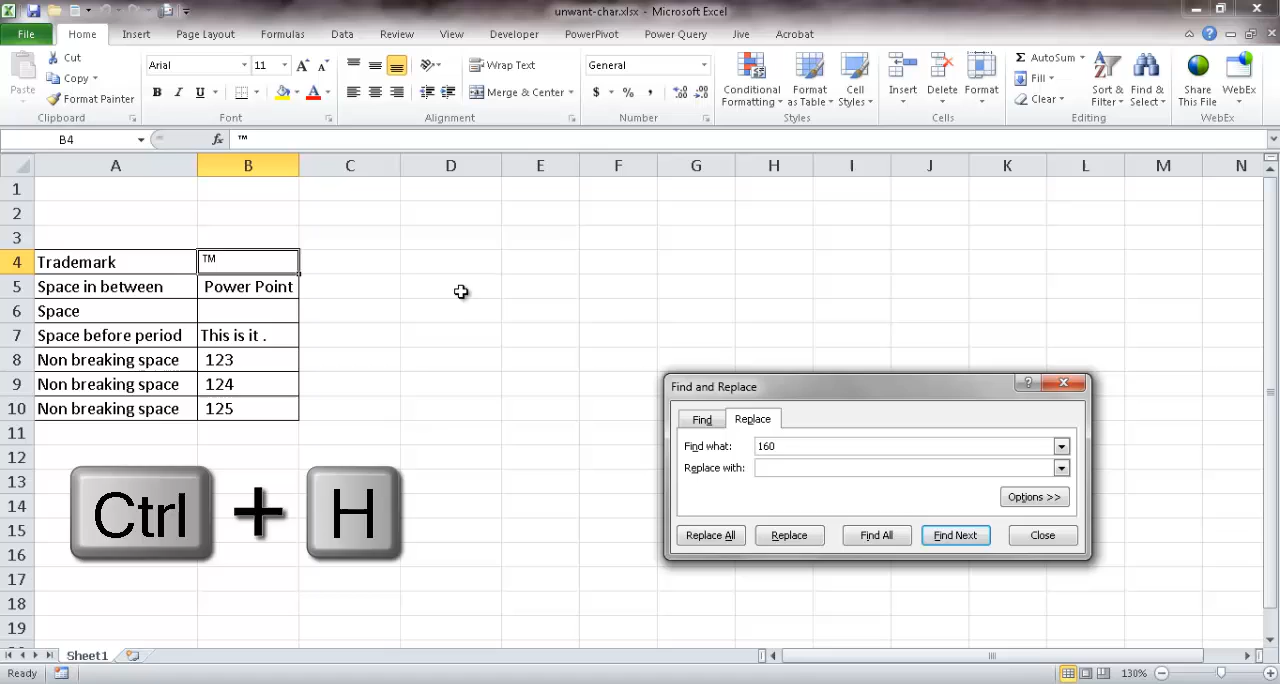 unwant-char.xlsx - Microsoft Excel
File Home Insert Page Layout Formulas Data Review View Developer PowerPivot Power Query Jive Acrobat
Paste
Cut
Copy
Format Painter
Clipboard
Arial 11
B I U
Font
Wrap Text
Merge & Center
Alignment
General
$ % ,
Number
Conditional Formatting
Format as Table
Cell Styles
Styles
Insert
Delete
Format
Cells
AutoSum
Fill
Clear
Sort & Filter
Find & Select
Editing
Share This File
WebEx
WebEx
B4 fx ™
A B C D E F G H I J K L M N
1
2
3
4 Trademark ™
5 Space in between Power Point
6 Space
7 Space before period This is it .
8 Non breaking space 123
9 Non breaking space 124
10 Non breaking space 125
11
12
13
14
15
16
17
18
19
Ctrl + H
Find and Replace
Find Replace
Find what: 160
Replace with:
Options >>
Replace All Replace Find All Find Next Close
Sheet1
Ready 130%